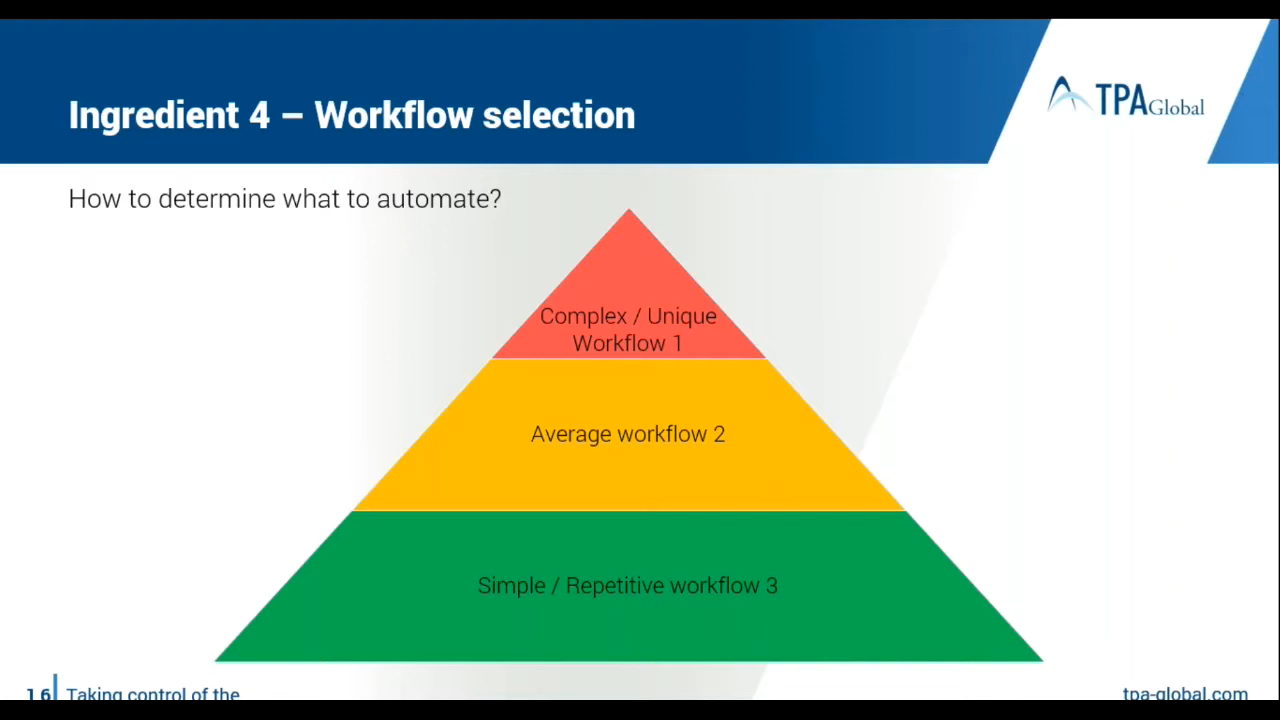 Ingredient 4 – Workflow selection
TPA Global
How to determine what to automate?
Complex / Unique
Workflow 1
Average workflow 2
Simple / Repetitive workflow 3
16 Taking control of the
tpa-global.com